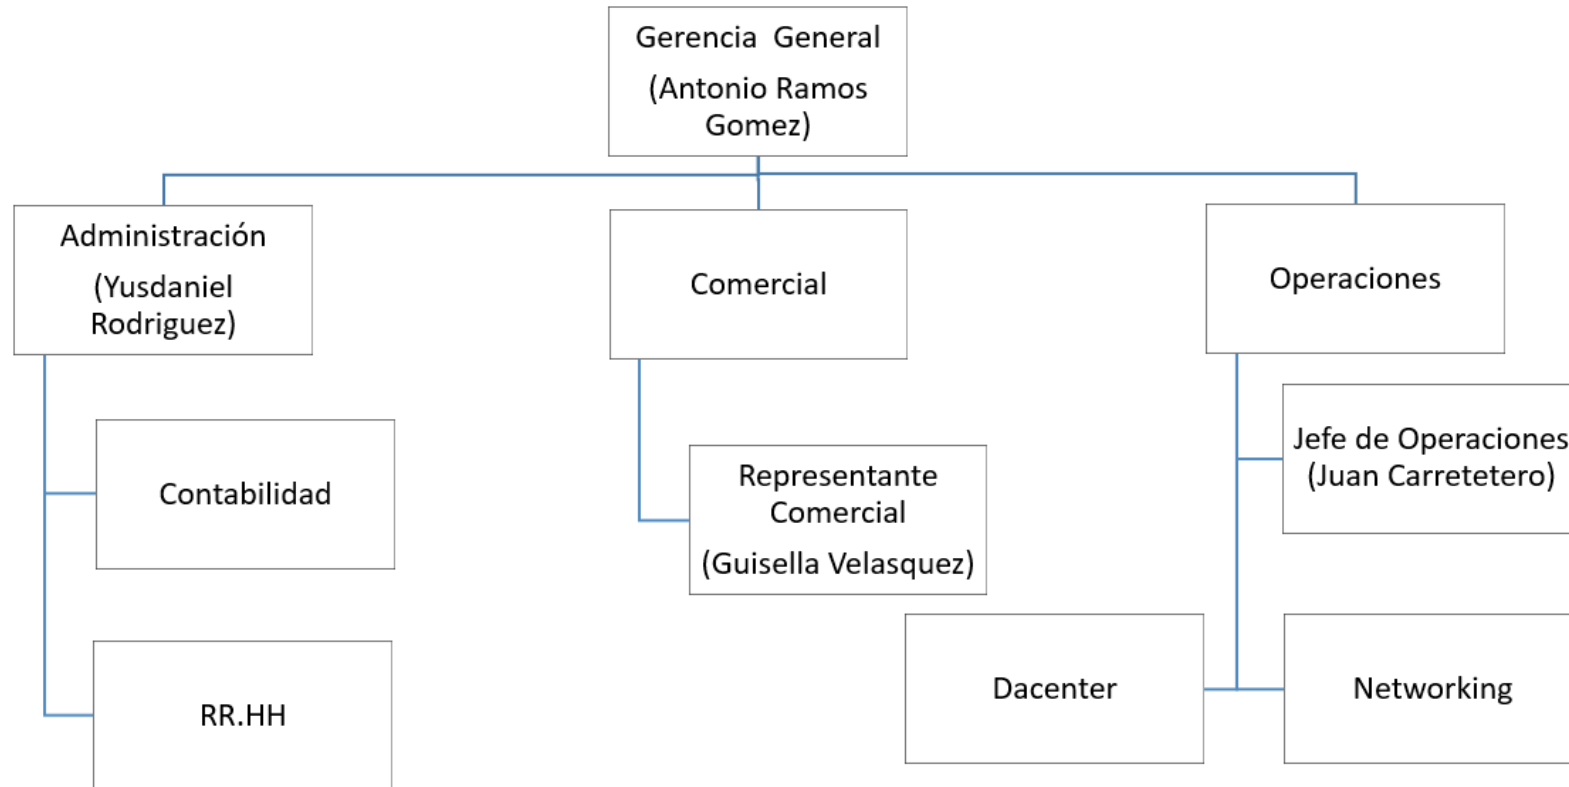 Gerencia  General
(Antonio Ramos
Gomez)
Administración
(Yusdaniel
Rodriguez)
Comercial
Operaciones
Contabilidad
Representante
Comercial
(Guisella Velasquez)
Jefe de Operaciones
(Juan Carretetero)
RR.HH
Dacenter
Networking